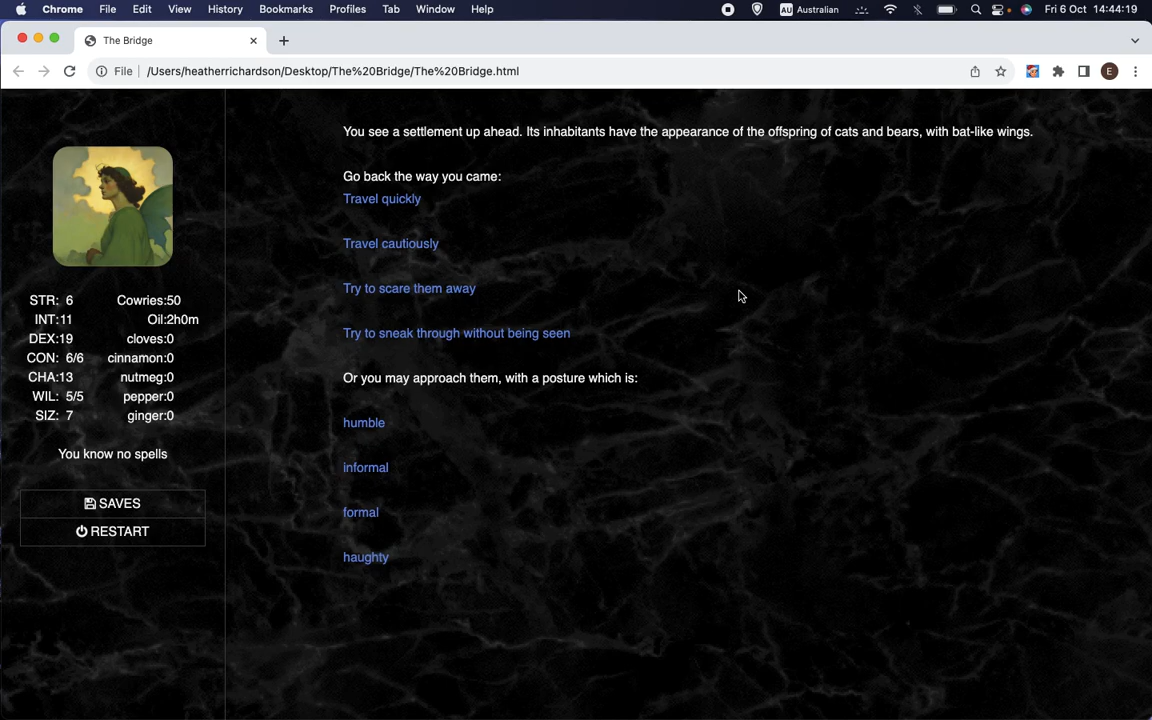 Chrome File Edit View History Bookmarks Profiles Tab Window Help AU Australian Fri 6 Oct 14:44:19
The Bridge
File /Users/heatherrichardson/Desktop/The%20Bridge/The%20Bridge.html E
You see a settlement up ahead. Its inhabitants have the appearance of the offspring of cats and bears, with bat-like wings.
Go back the way you came:
Travel quickly
Travel cautiously
Try to scare them away
Try to sneak through without being seen
Or you may approach them, with a posture which is:
humble
informal
formal
haughty
STR: 6 Cowries:50
INT:11 Oil:2h0m
DEX:19 cloves:0
CON: 6/6 cinnamon:0
CHA:13 nutmeg:0
WIL: 5/5 pepper:0
SIZ: 7 ginger:0
You know no spells
SAVES
RESTART